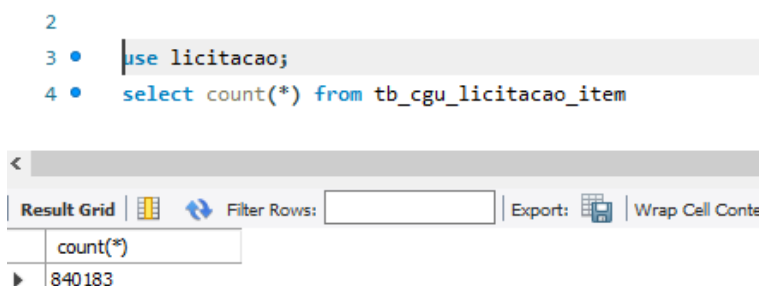 2
3 use licitacao;
4 select count(*) from tb_cgu_licitacao_item
Result Grid Filter Rows: Export: Wrap Cell Conte
count(*)
840183